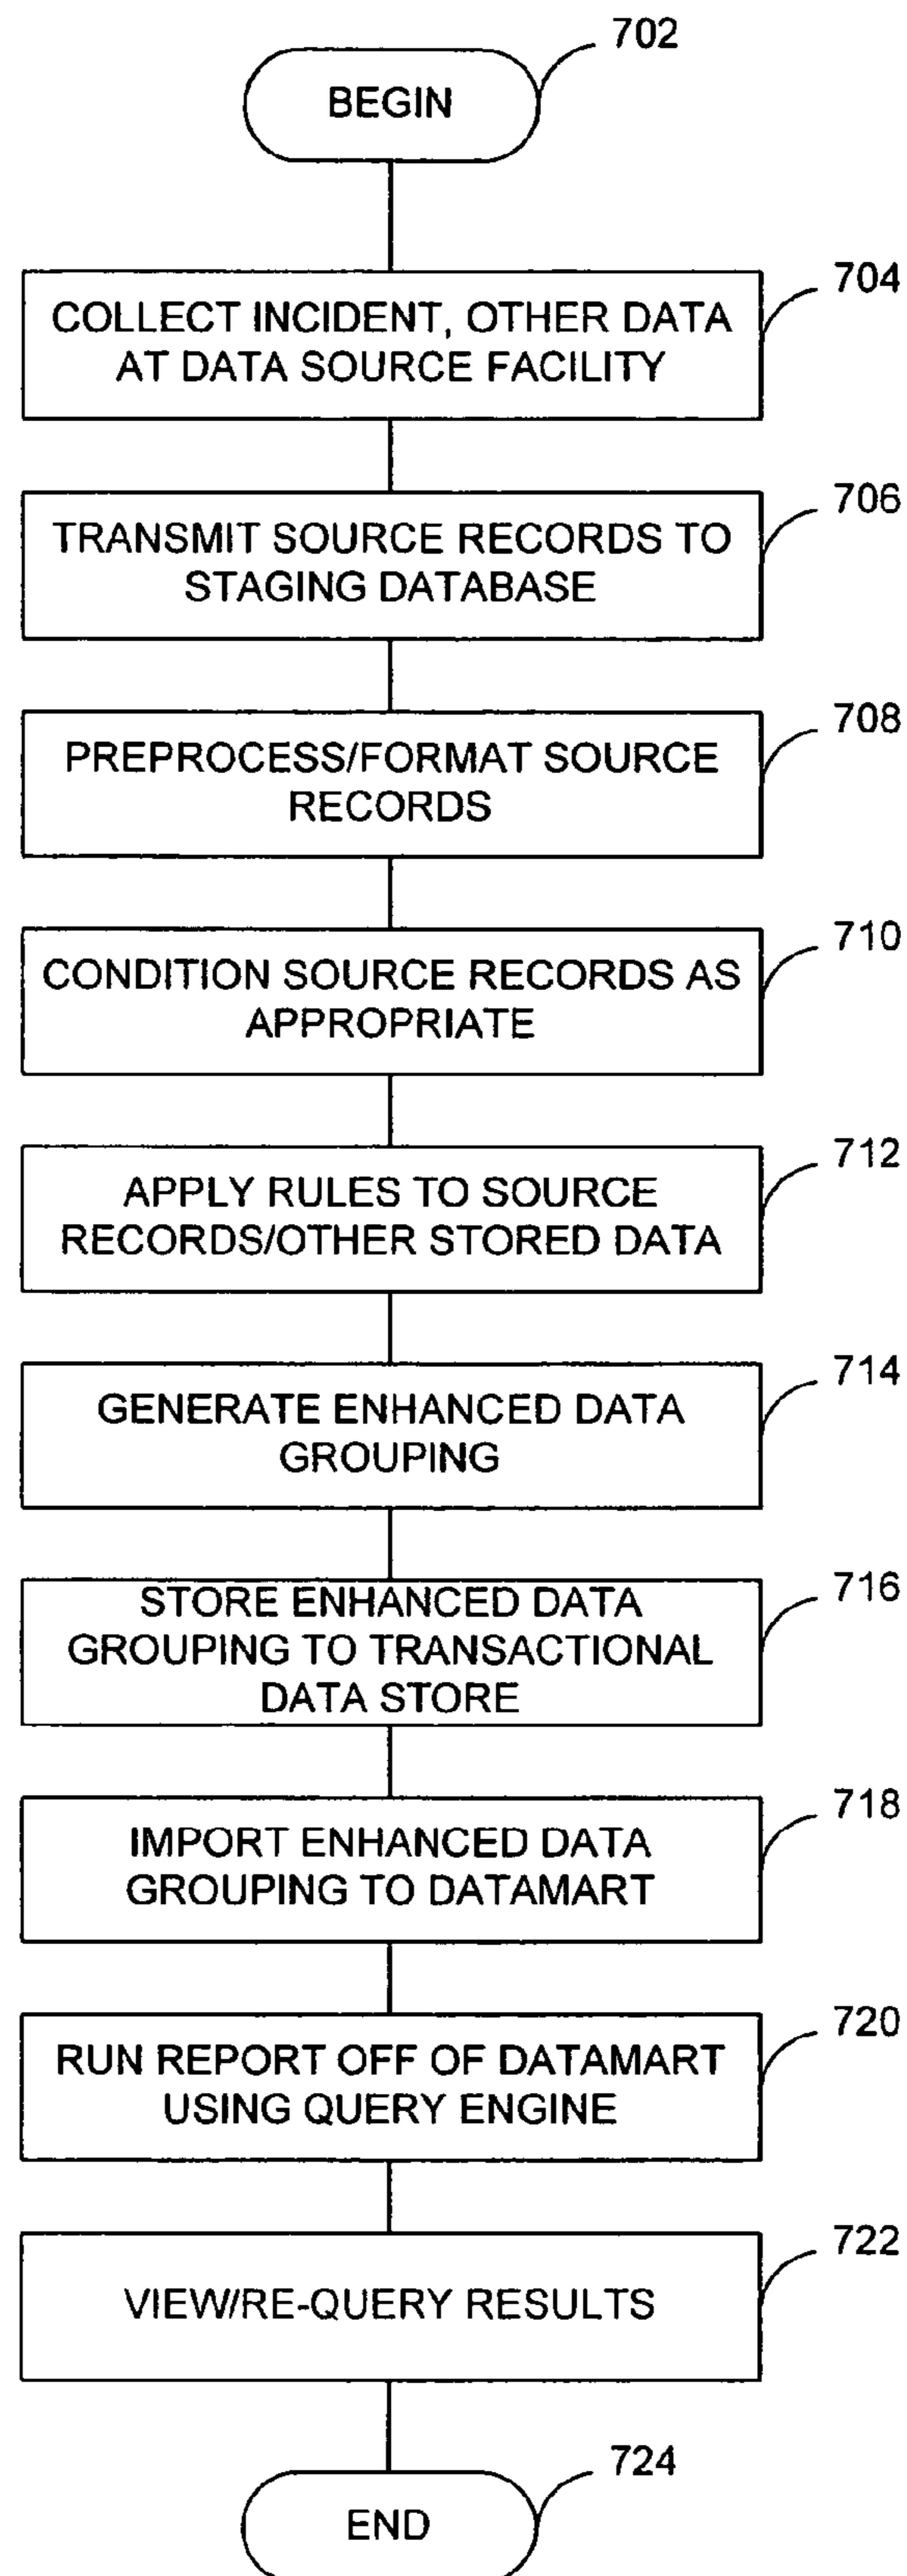 702
BEGIN
704
COLLECT INCIDENT, OTHER DATA
AT DATA SOURCE FACILITY
706
TRANSMIT SOURCE RECORDS TO
STAGING DATABASE
708
PREPROCESS/FORMAT SOURCE
RECORDS
710
CONDITION SOURCE RECORDS AS
APPROPRIATE
712
APPLY RULES TO SOURCE
RECORDS/OTHER STORED DATA
714
GENERATE ENHANCED DATA
GROUPING
716
STORE ENHANCED DATA
GROUPING TO TRANSACTIONAL
DATA STORE
718
IMPORT ENHANCED DATA
GROUPING TO DATAMART
720
RUN REPORT OFF OF DATAMART
USING QUERY ENGINE
722
VIEW/RE-QUERY RESULTS
724
END